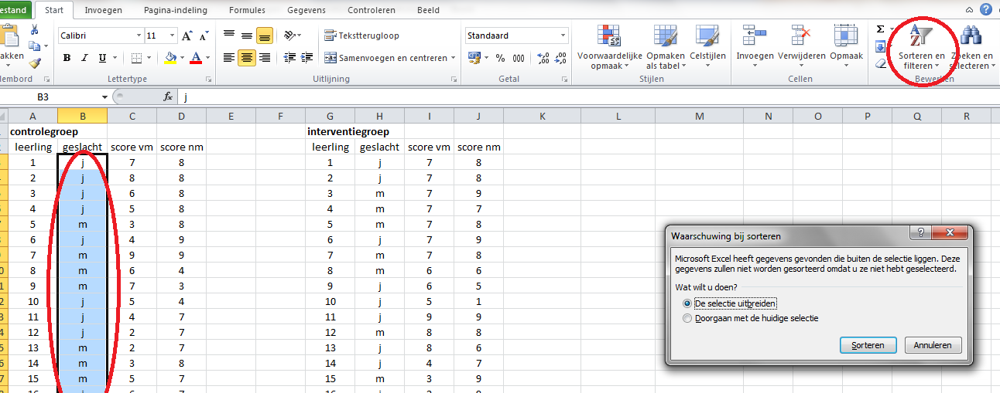 estand Start Invoegen Pagina-indeling Formules Gegevens Controleren Beeld
Calibri 11 A A Tekstterugloop Standaard Σ
akken B I U A Samenvoegen en centreren % 000 Voorwaardelijke opmaak Opmaken als tabel Celstijlen Invoegen Verwijderen Opmaak Sorteren en filteren Zoeken en selecteren
embord Lettertype Uitlijning Getal Stijlen Cellen Bewerken
B3 fx j
A B C D E F G H I J K L M N O P Q R
controlegroep interventiegroep
leerling geslacht score vm score nm leerling geslacht score vm score nm
1 j 7 8 1 j 7 8
2 j 8 8 2 j 7 8
3 j 6 8 3 m 7 9
4 j 5 8 4 m 7 7
5 m 3 8 5 m 7 8
6 j 4 9 6 j 7 9
7 m 9 9 7 m 7 8
8 m 6 4 8 m 6 6
9 m 7 3 9 j 6 5
10 j 5 4 10 j 5 1
11 j 4 7 11 j 9 9
12 j 2 7 12 m 8 8
13 m 2 7 13 j 8 6
14 m 3 8 14 j 4 7
15 m 5 7 15 m 3 9
Waarschuwing bij sorteren
Microsoft Excel heeft gegevens gevonden die buiten de selectie liggen. Deze
gegevens zullen niet worden gesorteerd omdat u ze niet hebt geselecteerd.
Wat wilt u doen?
De selectie uitbreiden
Doorgaan met de huidige selectie
Sorteren Annuleren